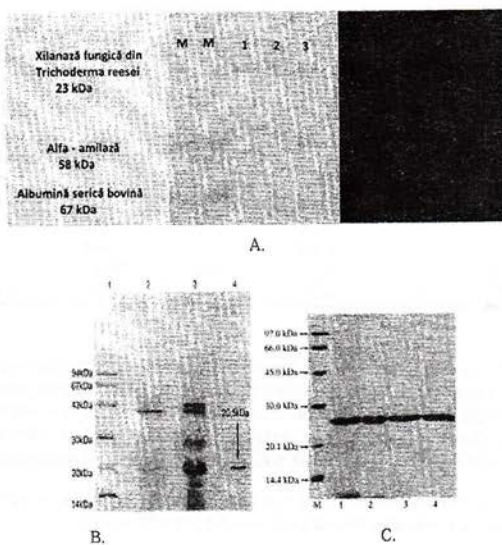 Xilanază fungică din
Trichoderma reesei
23 kDa
Alfa - amilază
58 kDa
Albumină serică bovină
67 kDa
M M 1 2 3
A.
1 2 3 4
94kDa
67kDa
43kDa
30kDa
20kDa
14kDa
20,5kDa
B.
97.0 kDa
66.0 kDa
45.0 kDa
30.0 kDa
20.1 kDa
14.4 kDa
M 1 2 3 4
C.